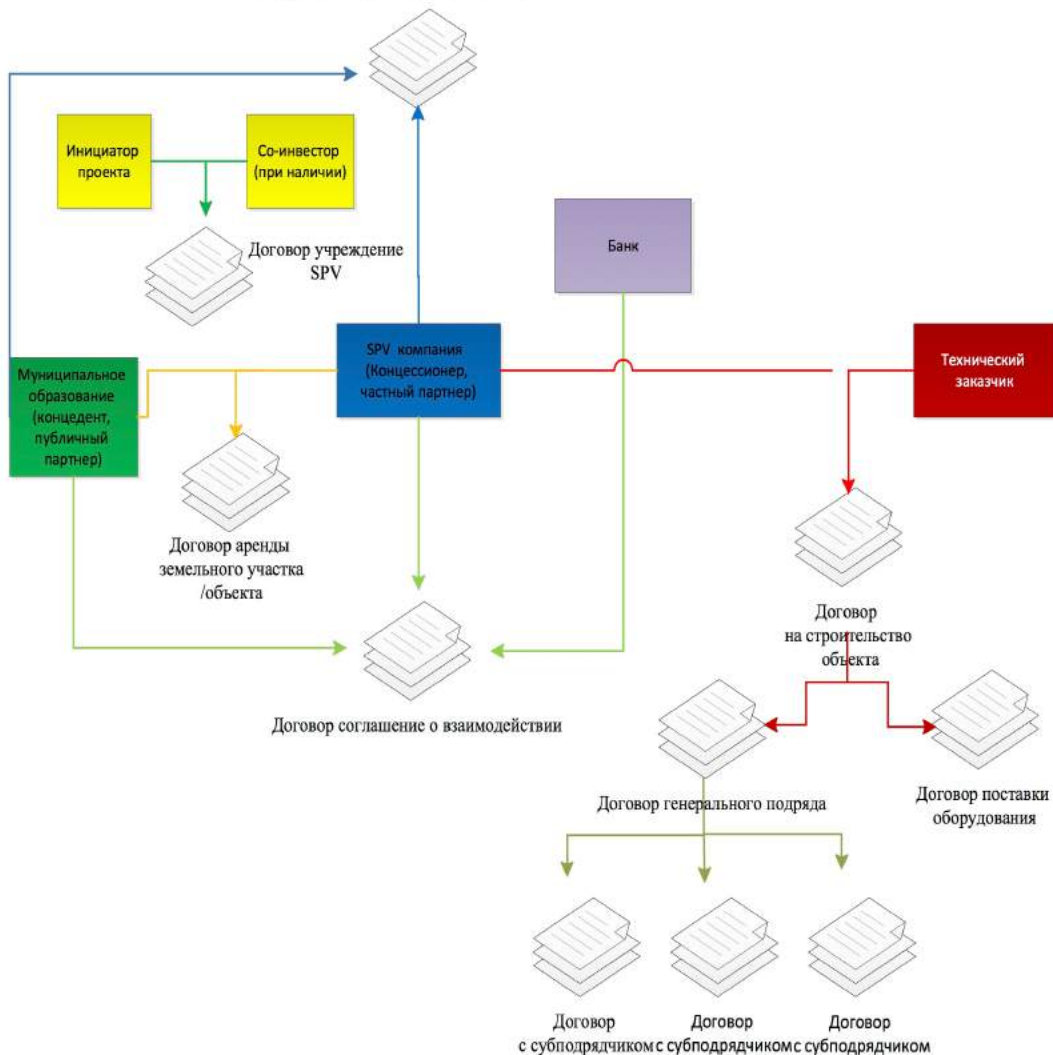 Инициатор
проекта
Со-инвестор
(при наличии)
Договор учреждение
SPV
Банк
Муниципальное
образование
(концедент,
публичный
партнер)
SPV компания
(Концессионер,
частный партнер)
Технический
заказчик
Договор аренды
земельного участка
/объекта
Договор
на строительство
объекта
Договор соглашение о взаимодействии
Договор генерального подряда
Договор поставки
оборудования
Договор
с субподрядчиком
Договор
с субподрядчиком
Договор
с субподрядчиком